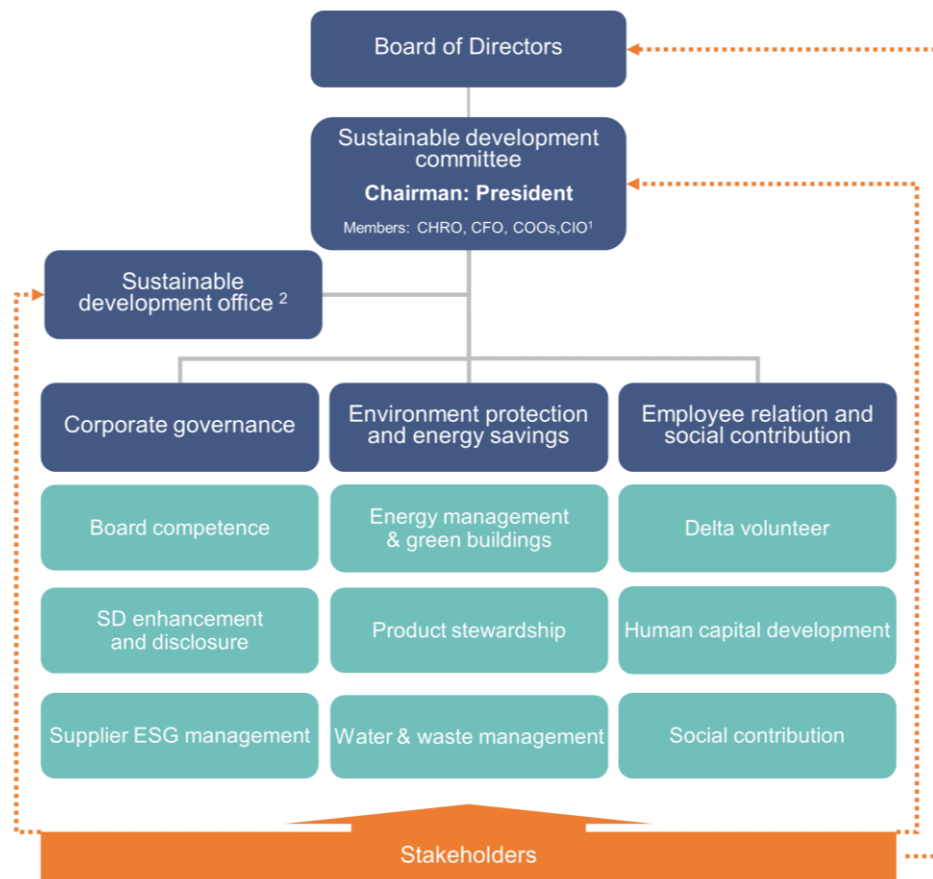 Board of Directors
Sustainable development
committee
Chairman: President
Members: CHRO, CFO, COOs,CIO¹
Sustainable
development office ²
Corporate governance
Environment protection
and energy savings
Employee relation and
social contribution
Board competence
Energy management
& green buildings
Delta volunteer
SD enhancement
and disclosure
Product stewardship
Human capital development
Supplier ESG management
Water & waste management
Social contribution
Stakeholders